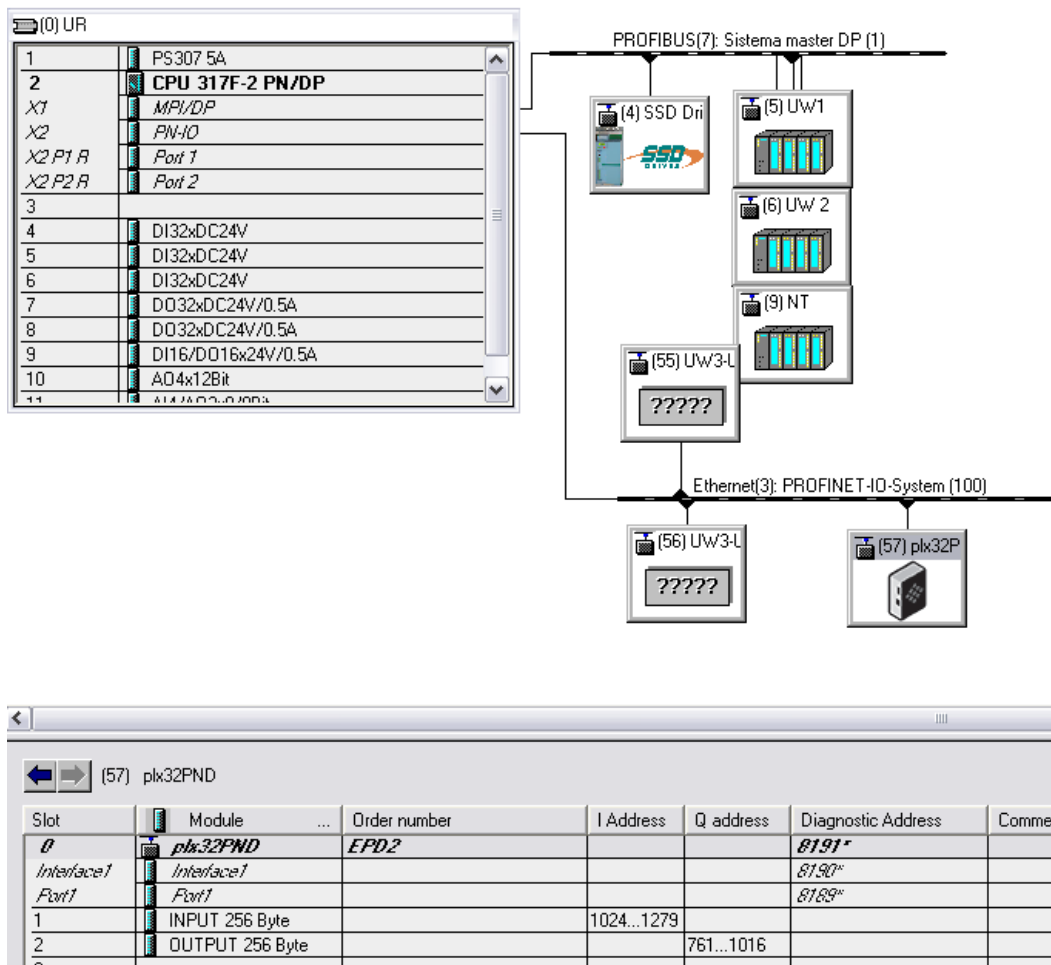 (0) UR
1 PS307 5A
2 CPU 317F-2 PN/DP
X1 MPI/DP
X2 PN-IO
X2 P1 R Port 1
X2 P2 R Port 2
3
4 DI32xDC24V
5 DI32xDC24V
6 DI32xDC24V
7 DO32xDC24V/0.5A
8 DO32xDC24V/0.5A
9 DI16/DO16x24V/0.5A
10 AO4x12Bit
11
PROFIBUS(7): Sistema master DP (1)
(4) SSD Dri
SSD
DRIVES
(5) UW1
(6) UW 2
(9) NT
(55) UW3-L
?????
Ethernet(3): PROFINET-IO-System (100)
(56) UW3-L
?????
(57) plx32P
(57) plx32PND
Slot Module ... Order number I Address Q address Diagnostic Address Comme
0 plx32PND EPD2 8191*
Interface1 Interface1 8190*
Port1 Port1 8189*
1 INPUT 256 Byte 1024...1279
2 OUTPUT 256 Byte 761...1016